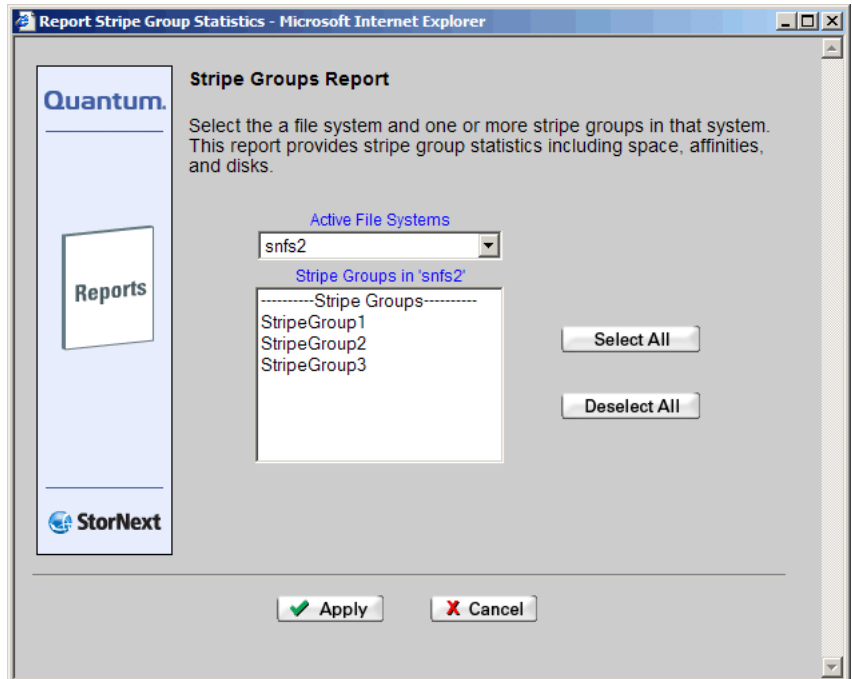 Report Stripe Group Statistics - Microsoft Internet Explorer
Quantum.
Stripe Groups Report
Select the a file system and one or more stripe groups in that system.
This report provides stripe group statistics including space, affinities,
and disks.
Active File Systems
snfs2
Stripe Groups in 'snfs2'
----------Stripe Groups----------
StripeGroup1
StripeGroup2
StripeGroup3
Select All
Deselect All
Reports
StorNext
Apply
X Cancel